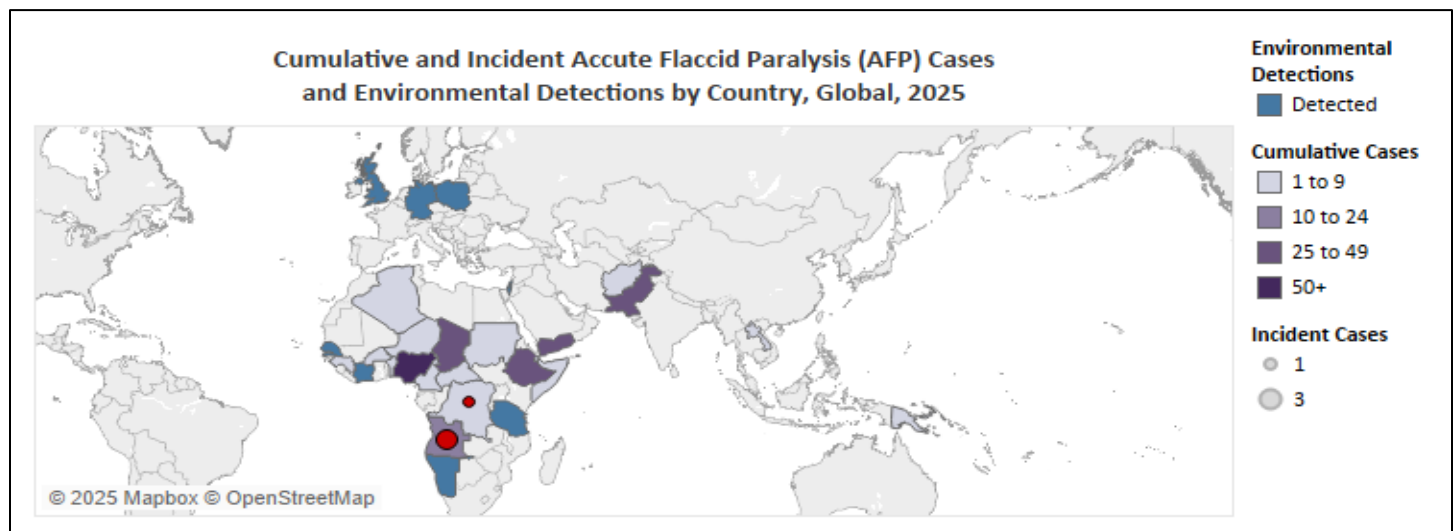 Cumulative and Incident Accute Flaccid Paralysis (AFP) Cases
and Environmental Detections by Country, Global, 2025
Environmental
Detections
Detected
Cumulative Cases
1 to 9
10 to 24
25 to 49
50+
Incident Cases
1
3
© 2025 Mapbox © OpenStreetMap